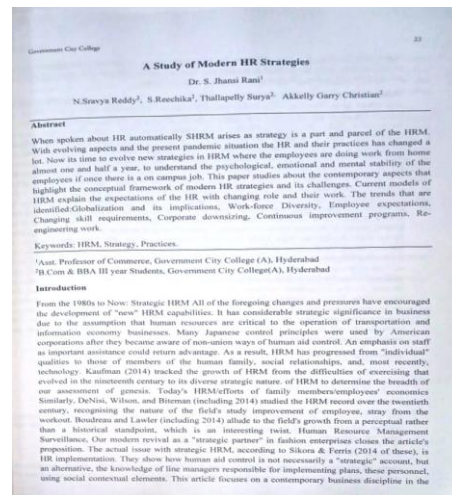 23
Government City College
A Study of Modern HR Strategies
Dr. S. Jhansi Rani¹
N.Sravya Reddy², S.Reechika², Thallapelly Surya², Akkelly Garry Christian²
Abstract
When spoken about HR automatically SHRM arises as strategy is a part and parcel of the HRM.
With evolving aspects and the present pandemic situation the HR and their practices has changed a
lot. Now its time to evolve new strategies in HRM where the employees are doing work from home
almost one and half a year, to understand the psychological, emotional and mental stability of the
employees if once there is a on campus job. This paper studies about the contemporary aspects that
highlight the conceptual framework of modern HR strategies and its challenges. Current models of
HRM explain the expectations of the HR with changing role and their work. The trends that are
identified:Globalization and its implications, Work-force Diversity, Employee expectations,
Changing skill requirements, Corporate downsizing, Continuous improvement programs, Re-
engineering work.
Keywords: HRM, Strategy, Practices.
¹Asst. Professor of Commerce, Government City College (A), Hyderabad
²B.Com & BBA III year Students, Government City College(A), Hyderabad
Introduction
From the 1980s to Now: Strategic HRM All of the foregoing changes and pressures have encouraged
the development of "new" HRM capabilities. It has considerable strategic significance in business
due to the assumption that human resources are critical to the operation of transportation and
information economy businesses. Many Japanese control principles were used by American
corporations after they became aware of non-union ways of human aid control. An emphasis on staff
as important assistance could return advantage. As a result, HRM has progressed from "individual"
qualities to those of members of the human family, social relationships, and, most recently,
technology. Kaufman (2014) tracked the growth of HRM from the difficulties of exercising that
evolved in the nineteenth century to its diverse strategic nature. of HRM to determine the breadth of
our assessment of genesis. Today's HRM/efforts of family members/employees' economics
Similarly, DeNisi, Wilson, and Biteman (including 2014) studied the HRM record over the twentieth
century, recognising the nature of the field's study improvement of employee, stray from the
workout. Boudreau and Lawler (including 2014) allude to the field's growth from a perceptual rather
than a historical standpoint, which is an interesting twist. Human Resource Management
Surveillance, Our modern revival as a "strategic partner" in fashion enterprises closes the article's
proposition. The actual issue with strategic HRM, according to Sikora & Ferris (2014 of these), is
HR implementation. They show how human aid control is not necessarily a "strategic" account, but
an alternative, the knowledge of line managers responsible for implementing plans, these personnel,
using social contextual elements. This article focuses on a contemporary business discipline in the